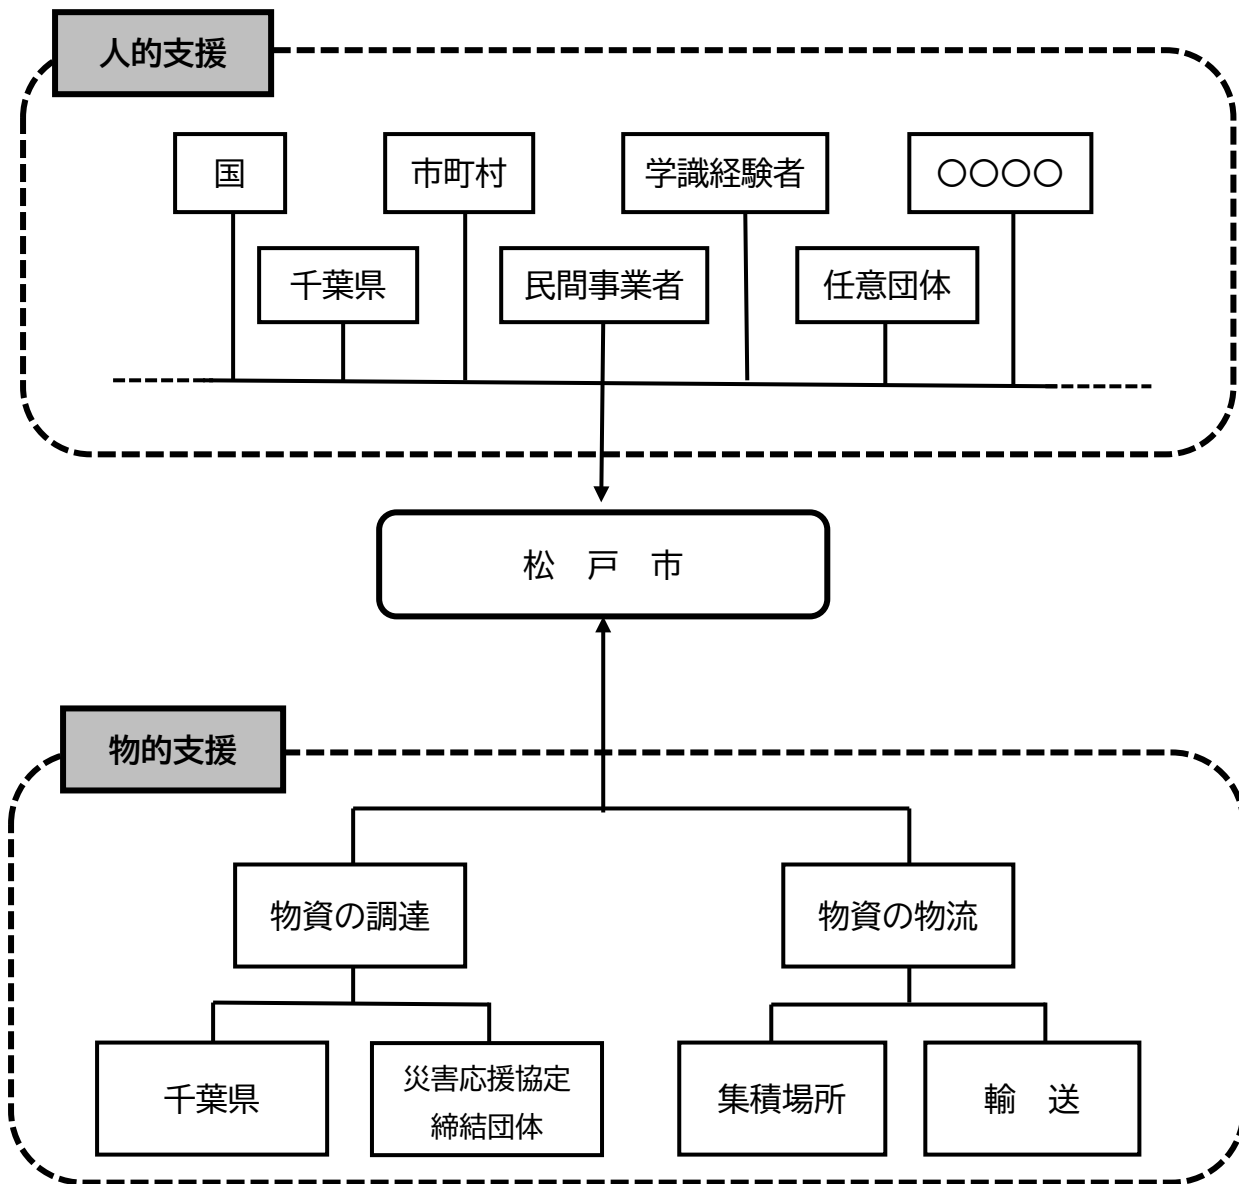 人的支援
国
市町村
学識経験者
〇〇〇〇
千葉県
民間事業者
任意団体
松　戸　市
物的支援
物資の調達
物資の物流
千葉県
災害応援協定
締結団体
集積場所
輸　送